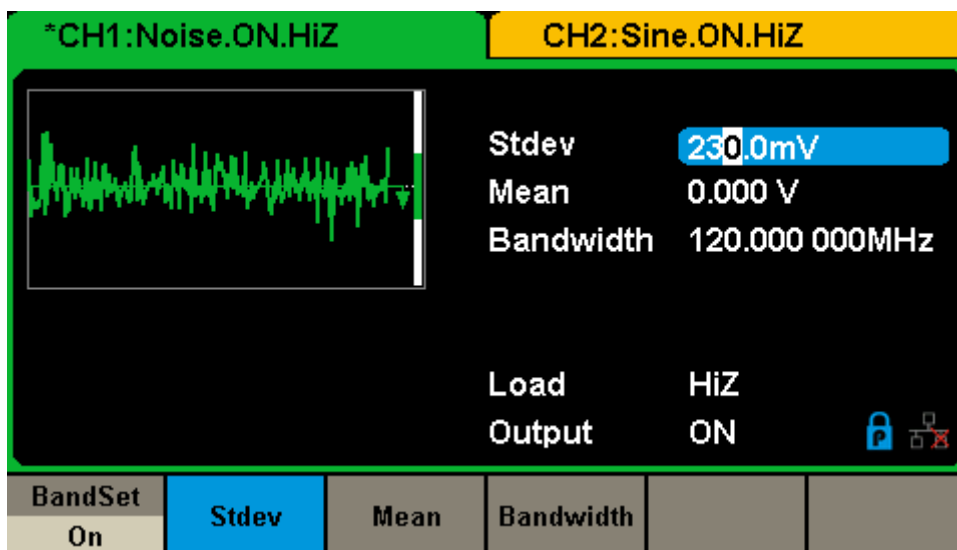 *CH1:Noise.ON.HiZ CH2:Sine.ON.HiZ
Stdev 230.0mV
Mean 0.000 V
Bandwidth 120.000 000MHz
Load HiZ
Output ON P
BandSet Stdev Mean Bandwidth
On